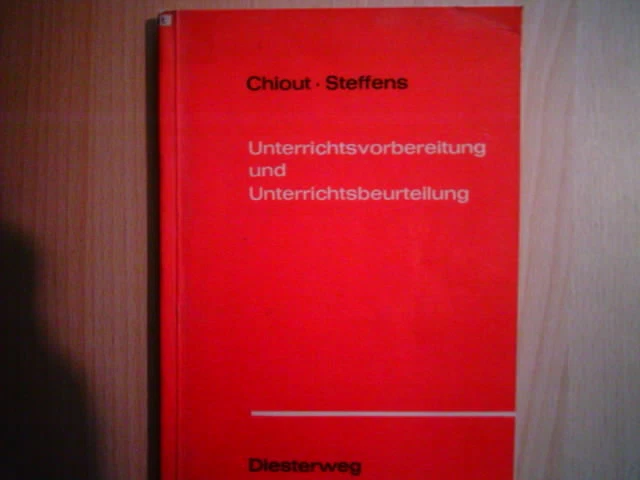 Chiout · Steffens
Unterrichtsvorbereitung
und
Unterrichtsbeurteilung
Diesterweg